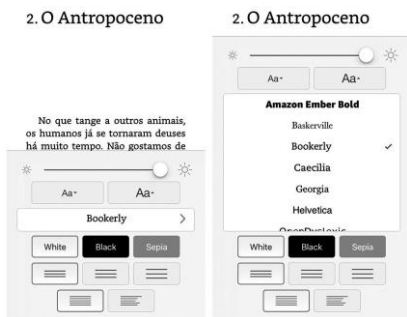 2. O Antropoceno
No que tange a outros animais,
os humanos já se tornaram deuses
há muito tempo. Não gostamos de
Aa-
Aa+
Bookerly
White
Black
Sepia
2. O Antropoceno
Aa-
Aa+
Amazon Ember Bold
Baskerville
Bookerly
Caecilia
Georgia
Helvetica
OpenDyslexic
White
Black
Sepia